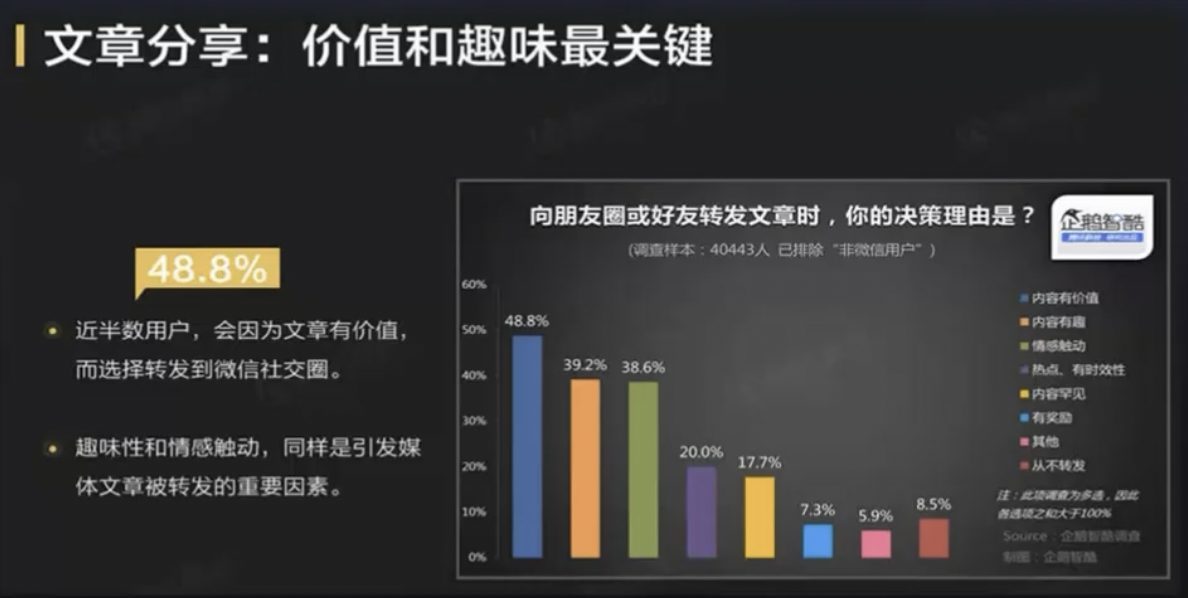 文章分享：价值和趣味最关键
48.8%
近半数用户，会因为文章有价值，
而选择转发到微信社交圈。
趣味性和情感触动，同样是引发媒
体文章被转发的重要因素。
向朋友圈或好友转发文章时，你的决策理由是？
(调查样本：40443人 已排除“非微信用户”)
企鹅智酷
60%
50%
40%
30%
20%
10%
0%
48.8%
39.2%
38.6%
20.0%
17.7%
7.3%
5.9%
8.5%
内容有价值
内容有趣
情感触动
热点、有时效性
内容罕见
有奖励
其他
从不转发
注：此项调查为多选，因此
各选项之和大于100%
Source：企鹅智酷调查
制图：企鹅智酷